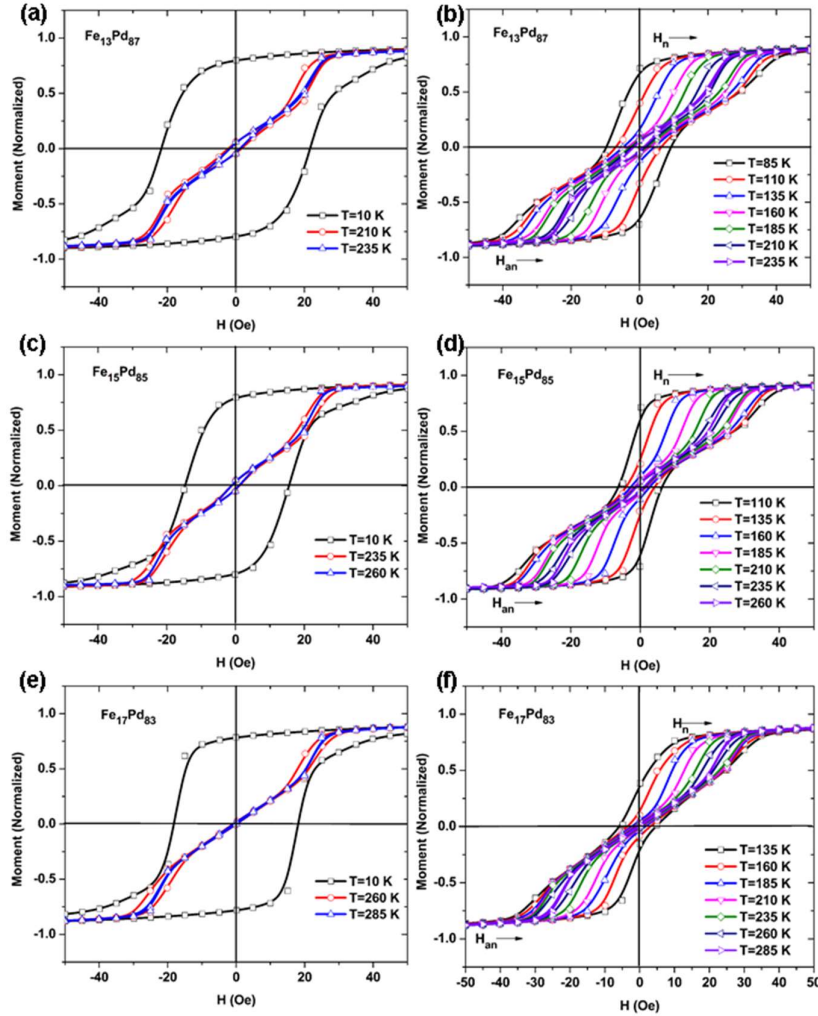 (a)
Fe13Pd87
Moment (Normalized)
1.0
0.5
0.0
-0.5
-1.0
T=10 K
T=210 K
T=235 K
-40 -20 0 20 40
H (Oe)
(b)
Fe13Pd87
Hn
Moment (Normalized)
1.0
0.5
0.0
-0.5
-1.0
T=85 K
T=110 K
T=135 K
T=160 K
T=185 K
T=210 K
T=235 K
Han
-40 -20 0 20 40
H (Oe)
(c)
Fe15Pd85
Moment (Normalized)
1.0
0.5
0.0
-0.5
-1.0
T=10 K
T=235 K
T=260 K
-40 -20 0 20 40
H (Oe)
(d)
Fe15Pd85
Hn
Moment (Normalized)
1.0
0.5
0.0
-0.5
-1.0
T=110 K
T=135 K
T=160 K
T=185 K
T=210 K
T=235 K
T=260 K
Han
-40 -20 0 20 40
H (Oe)
(e)
Fe17Pd83
Moment (Normalized)
1.0
0.5
0.0
-0.5
-1.0
T=10 K
T=260 K
T=285 K
-40 -20 0 20 40
H (Oe)
(f)
Fe17Pd83
Hn
Moment (Normalized)
1.0
0.5
0.0
-0.5
-1.0
T=135 K
T=160 K
T=185 K
T=210 K
T=235 K
T=260 K
T=285 K
Han
-50 -40 -30 -20 -10 0 10 20 30 40 50
H (Oe)